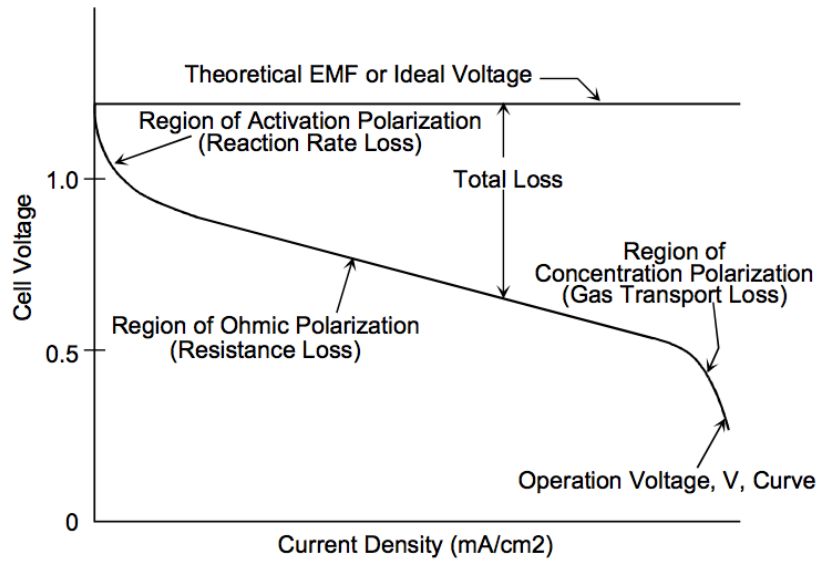 Theoretical EMF or Ideal Voltage
Region of Activation Polarization
(Reaction Rate Loss)
1.0
Total Loss
Region of
Concentration Polarization
(Gas Transport Loss)
Cell Voltage
Region of Ohmic Polarization
(Resistance Loss)
0.5
Operation Voltage, V, Curve
0
Current Density (mA/cm2)